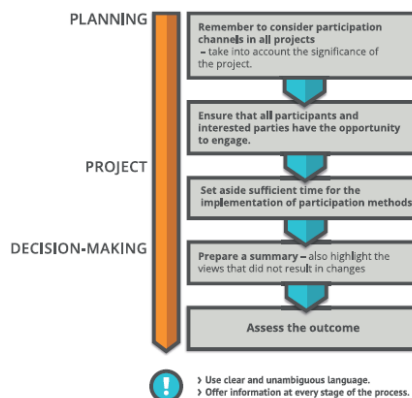 PLANNING
Remember to consider participation
channels in all projects
– take into account the significance of
the project.
Ensure that all participants and
interested parties have the opportunity
to engage.
PROJECT
Set aside sufficient time for the
implementation of participation methods
DECISION-MAKING
Prepare a summary – also highlight the
views that did not result in changes
Assess the outcome
!
› Use clear and unambiguous language.
› Offer information at every stage of the process.